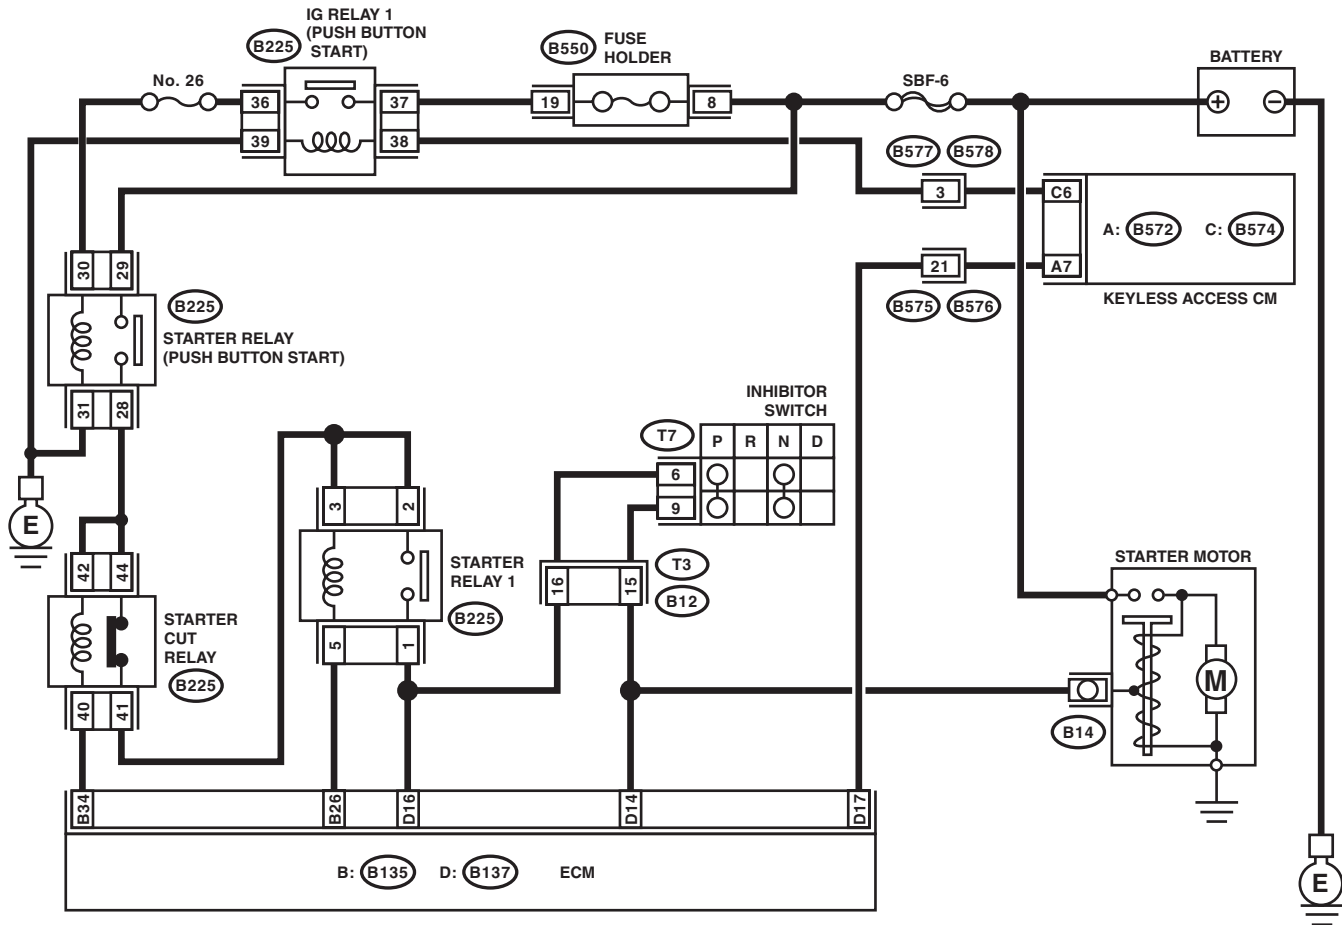 IG RELAY 1
(PUSH BUTTON
START)
B225
B550
FUSE
HOLDER
No. 26
SBF-6
BATTERY
36
37
19
8
+
−
39
38
B577
B578
3
C6
A: B572 C: B574
21
A7
B575
B576
KEYLESS ACCESS CM
30
29
B225
STARTER RELAY
(PUSH BUTTON START)
31
28
INHIBITOR
SWITCH
T7
P R N D
6
9
E
3
2
42
44
STARTER
RELAY 1
B225
16
15
T3
B12
STARTER MOTOR
STARTER
CUT
RELAY
B225
5
1
40
41
M
B14
B34
B26
D16
D14
D17
B: B135 D: B137 ECM
E